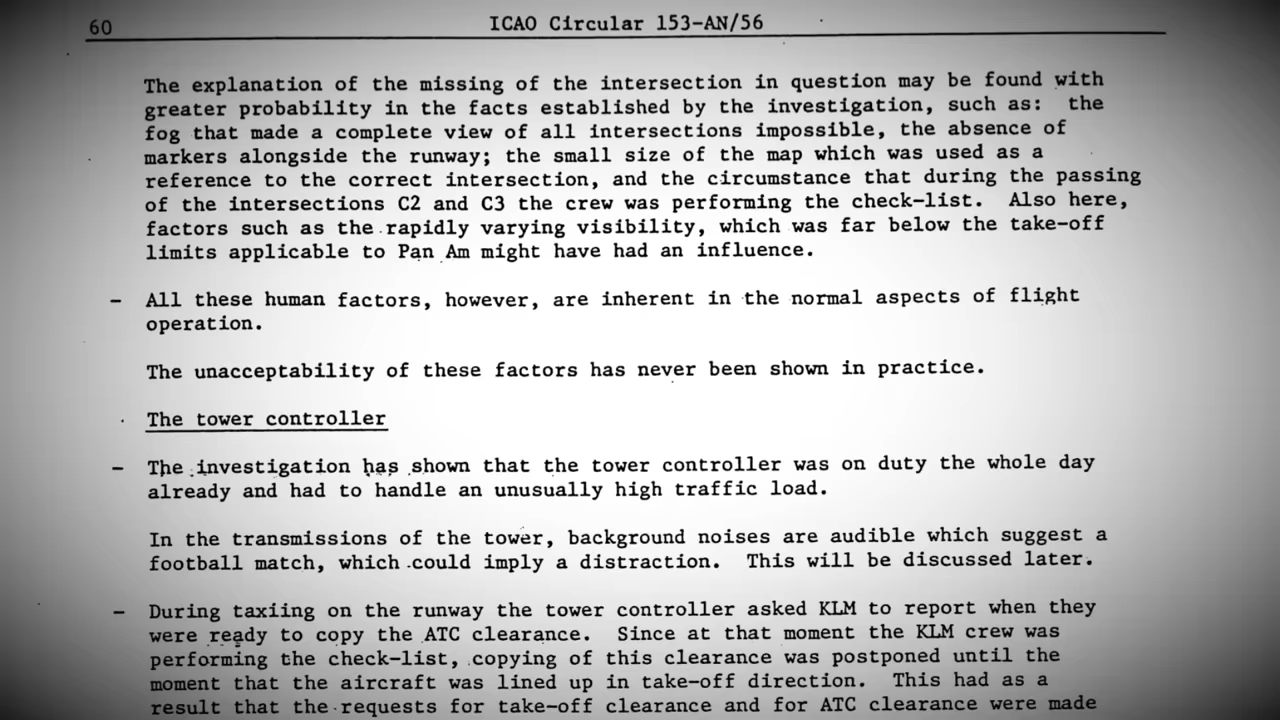 60
ICAO Circular 153-AN/56
The explanation of the missing of the intersection in question may be found with
greater probability in the facts established by the investigation, such as: the
fog that made a complete view of all intersections impossible, the absence of
markers alongside the runway; the small size of the map which was used as a
reference to the correct intersection, and the circumstance that during the passing
of the intersections C2 and C3 the crew was performing the check-list. Also here,
factors such as the rapidly varying visibility, which was far below the take-off
limits applicable to Pan Am might have had an influence.
- All these human factors, however, are inherent in the normal aspects of flight
operation.
The unacceptability of these factors has never been shown in practice.
The tower controller
- The investigation has shown that the tower controller was on duty the whole day
already and had to handle an unusually high traffic load.
In the transmissions of the tower, background noises are audible which suggest a
football match, which could imply a distraction. This will be discussed later.
- During taxiing on the runway the tower controller asked KLM to report when they
were ready to copy the ATC clearance. Since at that moment the KLM crew was
performing the check-list, copying of this clearance was postponed until the
moment that the aircraft was lined up in take-off direction. This had as a
result that the requests for take-off clearance and for ATC clearance were made